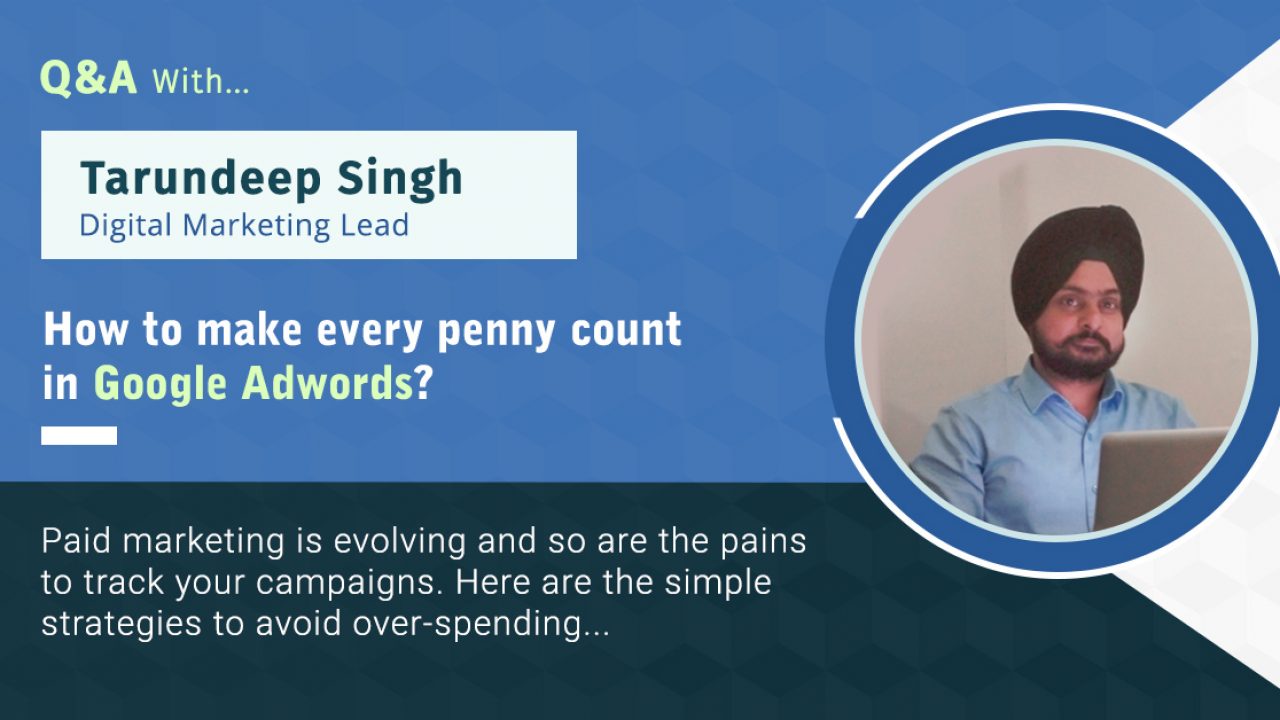 Q&A With...
Tarundeep Singh
Digital Marketing Lead
How to make every penny count
in Google Adwords?
Paid marketing is evolving and so are the pains
to track your campaigns. Here are the simple
strategies to avoid over-spending...